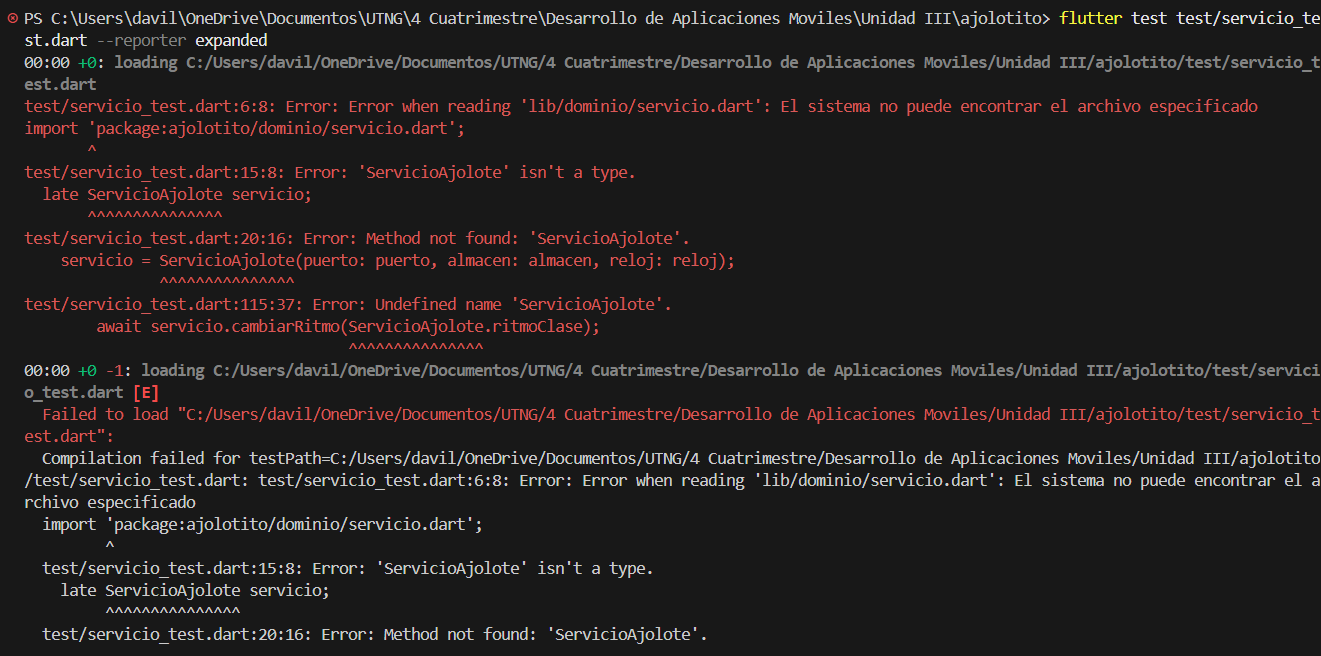 PS C:\Users\davil\OneDrive\Documentos\UTNG\4 Cuatrimestre\Desarrollo de Aplicaciones Moviles\Unidad III\ajolotito> flutter test test/servicio_te
st.dart --reporter expanded
00:00 +0: loading C:/Users/davil/OneDrive/Documentos/UTNG/4 Cuatrimestre/Desarrollo de Aplicaciones Moviles/Unidad III/ajolotito/test/servicio_t
est.dart
test/servicio_test.dart:6:8: Error: Error when reading 'lib/dominio/servicio.dart': El sistema no puede encontrar el archivo especificado
import 'package:ajolotito/dominio/servicio.dart';
       ^
test/servicio_test.dart:15:8: Error: 'ServicioAjolote' isn't a type.
  late ServicioAjolote servicio;
       ^^^^^^^^^^^^^^^
test/servicio_test.dart:20:16: Error: Method not found: 'ServicioAjolote'.
    servicio = ServicioAjolote(puerto: puerto, almacen: almacen, reloj: reloj);
               ^^^^^^^^^^^^^^^
test/servicio_test.dart:115:37: Error: Undefined name 'ServicioAjolote'.
        await servicio.cambiarRitmo(ServicioAjolote.ritmoClase);
                                    ^^^^^^^^^^^^^^^
00:00 +0 -1: loading C:/Users/davil/OneDrive/Documentos/UTNG/4 Cuatrimestre/Desarrollo de Aplicaciones Moviles/Unidad III/ajolotito/test/servici
o_test.dart [E]
  Failed to load "C:/Users/davil/OneDrive/Documentos/UTNG/4 Cuatrimestre/Desarrollo de Aplicaciones Moviles/Unidad III/ajolotito/test/servicio_t
est.dart":
  Compilation failed for testPath=C:/Users/davil/OneDrive/Documentos/UTNG/4 Cuatrimestre/Desarrollo de Aplicaciones Moviles/Unidad III/ajolotito
/test/servicio_test.dart: test/servicio_test.dart:6:8: Error: Error when reading 'lib/dominio/servicio.dart': El sistema no puede encontrar el a
rchivo especificado
  import 'package:ajolotito/dominio/servicio.dart';
         ^
  test/servicio_test.dart:15:8: Error: 'ServicioAjolote' isn't a type.
    late ServicioAjolote servicio;
         ^^^^^^^^^^^^^^^
  test/servicio_test.dart:20:16: Error: Method not found: 'ServicioAjolote'.